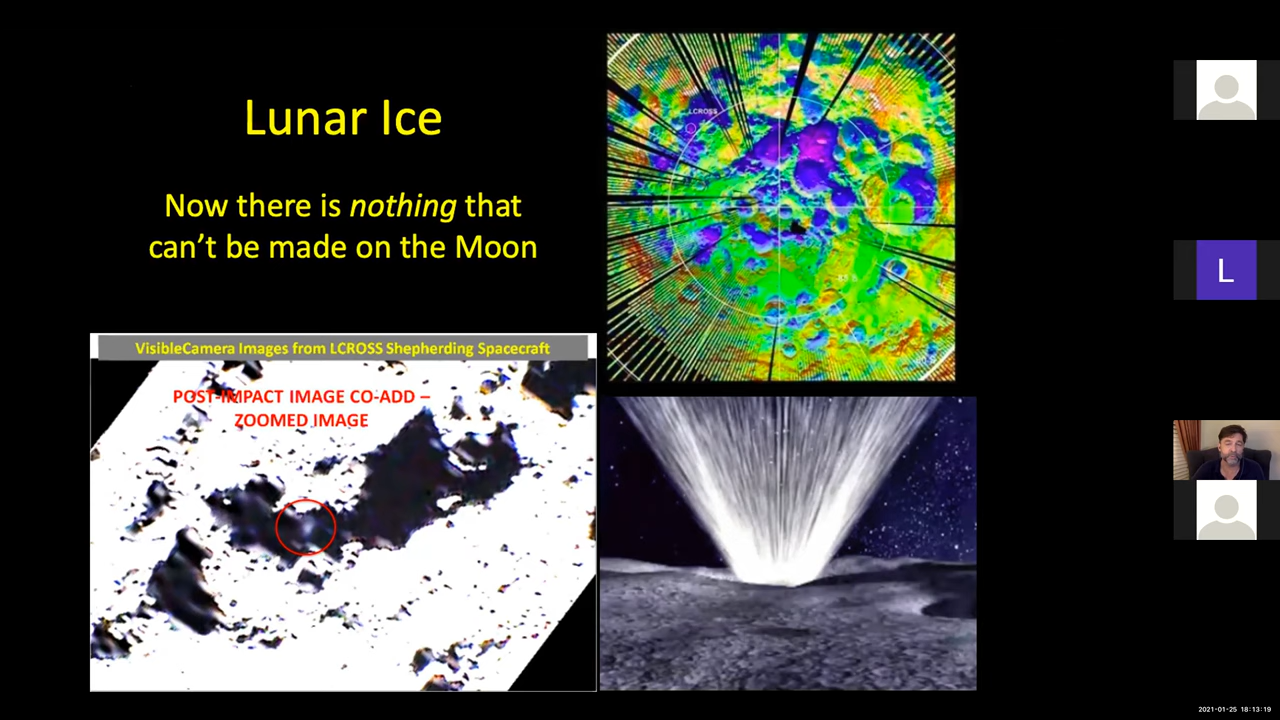 Lunar Ice
Now there is nothing that
can't be made on the Moon
LCROSS
VisibleCamera Images from LCROSS Shepherding Spacecraft
POST-IMPACT IMAGE CO-ADD –
ZOOMED IMAGE
L
2021-01-25 18:13:19